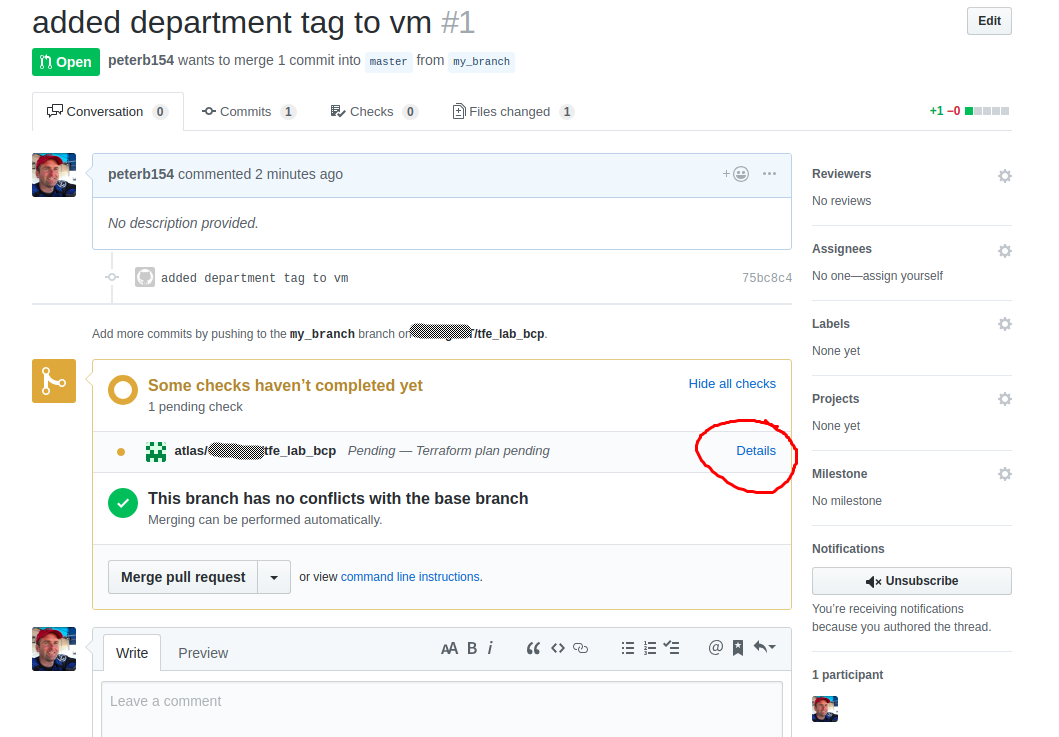 added department tag to vm #1
Edit
Open peterb154 wants to merge 1 commit into master from my_branch
Conversation 0 Commits 1 Checks 0 Files changed 1 +1 −0
peterb154 commented 2 minutes ago
No description provided.
added department tag to vm 75bc8c4
Add more commits by pushing to the my_branch branch on /tfe_lab_bcp.
Some checks haven’t completed yet Hide all checks
1 pending check
atlas/ tfe_lab_bcp Pending — Terraform plan pending Details
This branch has no conflicts with the base branch
Merging can be performed automatically.
Merge pull request or view command line instructions.
Write Preview AA B i @
Leave a comment
Reviewers
No reviews
Assignees
No one—assign yourself
Labels
None yet
Projects
None yet
Milestone
No milestone
Notifications
Unsubscribe
You’re receiving notifications
because you authored the thread.
1 participant